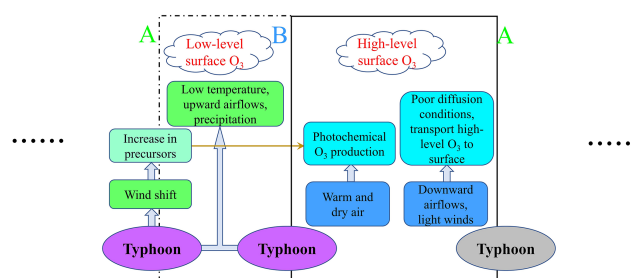 A
B
A
Low-level
surface O₃
High-level
surface O₃
Low temperature,
upward airflows,
precipitation
Poor diffusion
conditions,
transport high-
level O₃ to
surface
......
Increase in
precursors
Photochemical
O₃ production
......
Wind shift
Warm and
dry air
Downward
airflows,
light winds
Typhoon
Typhoon
Typhoon